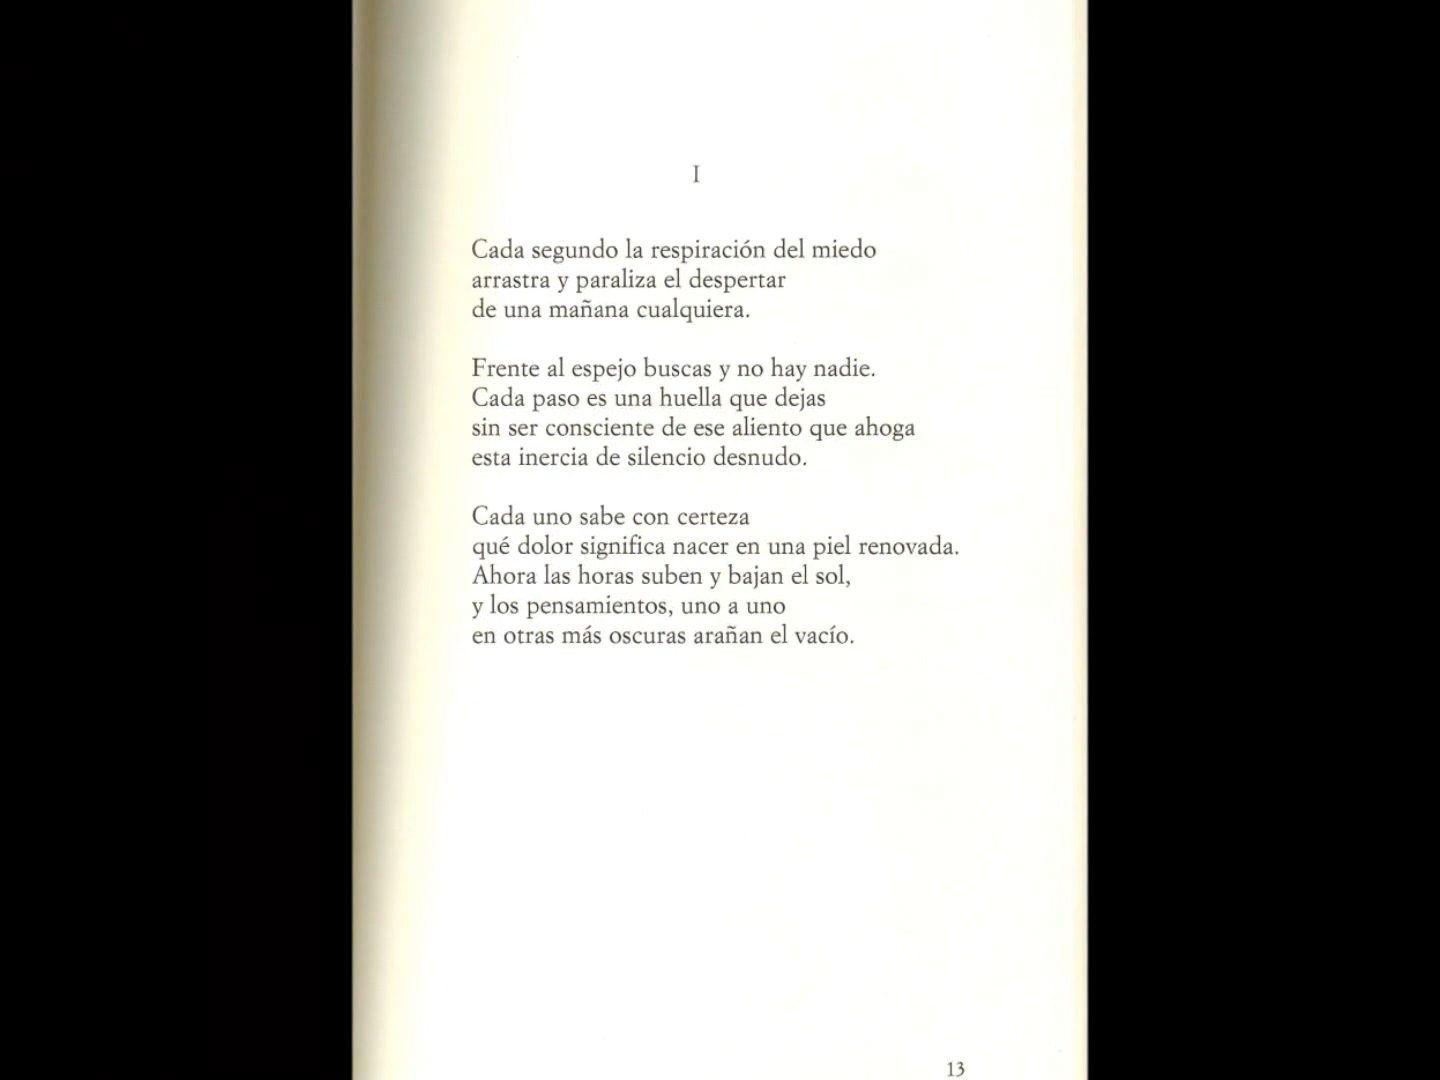 I
Cada segundo la respiración del miedo
arrastra y paraliza el despertar
de una mañana cualquiera.
Frente al espejo buscas y no hay nadie.
Cada paso es una huella que dejas
sin ser consciente de ese aliento que ahoga
esta inercia de silencio desnudo.
Cada uno sabe con certeza
qué dolor significa nacer en una piel renovada.
Ahora las horas suben y bajan el sol,
y los pensamientos, uno a uno
en otras más oscuras arañan el vacío.
13